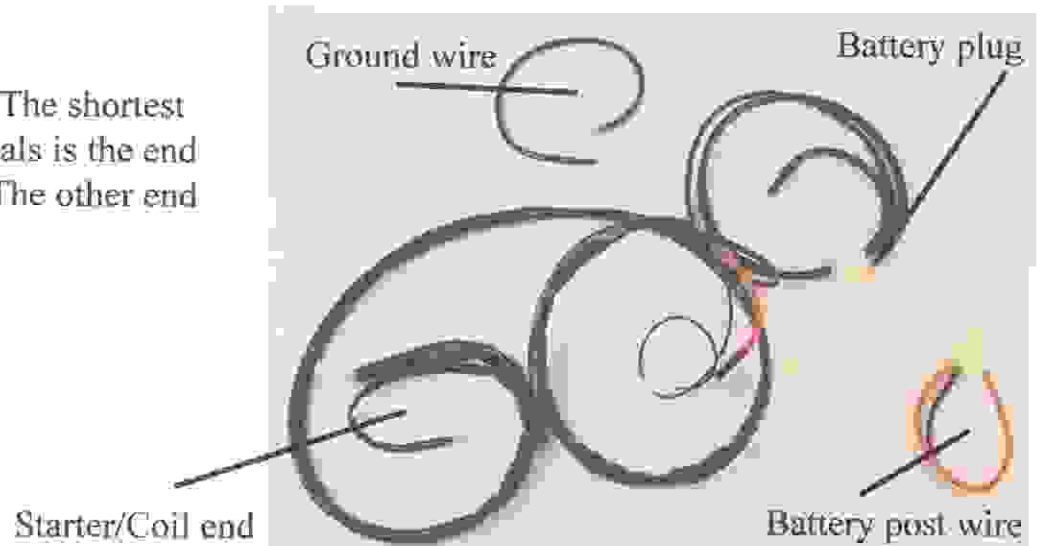 Ground wire
Battery plug
The shortest
als is the end
The other end
Starter/Coil end
Battery post wire